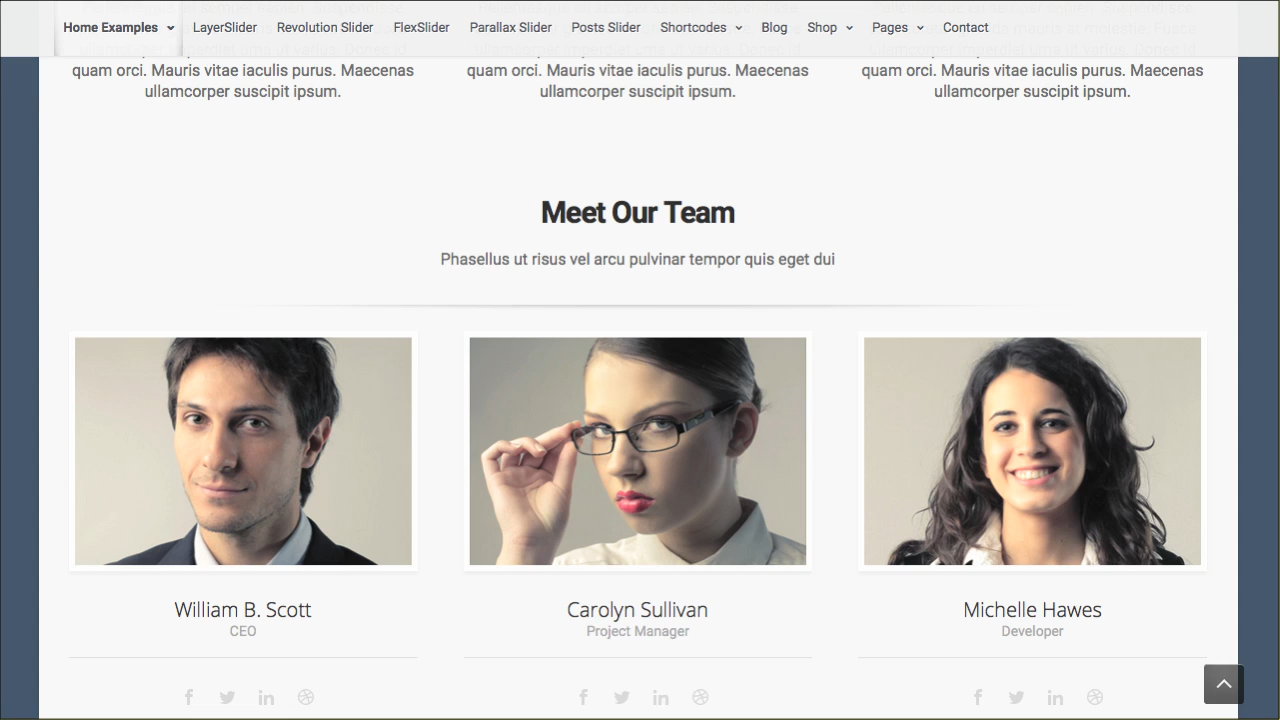 Home Examples LayerSlider Revolution Slider FlexSlider Parallax Slider Posts Slider Shortcodes Blog Shop Pages Contact
quam orci. Mauris vitae iaculis purus. Maecenas
ullamcorper suscipit ipsum.
quam orci. Mauris vitae iaculis purus. Maecenas
ullamcorper suscipit ipsum.
quam orci. Mauris vitae iaculis purus. Maecenas
ullamcorper suscipit ipsum.
Meet Our Team
Phasellus ut risus vel arcu pulvinar tempor quis eget dui
William B. Scott
CEO
Carolyn Sullivan
Project Manager
Michelle Hawes
Developer